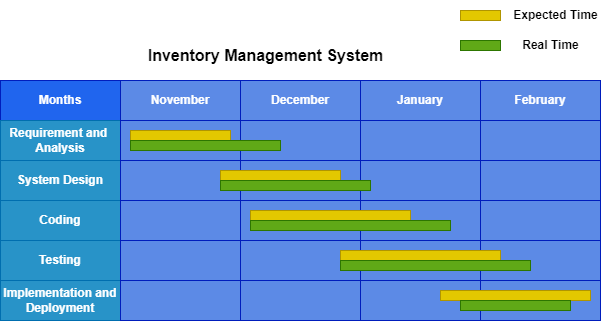 Expected Time
Real Time
Inventory Management System
Months November December January February
Requirement and
Analysis
System Design
Coding
Testing
Implementation and
Deployment